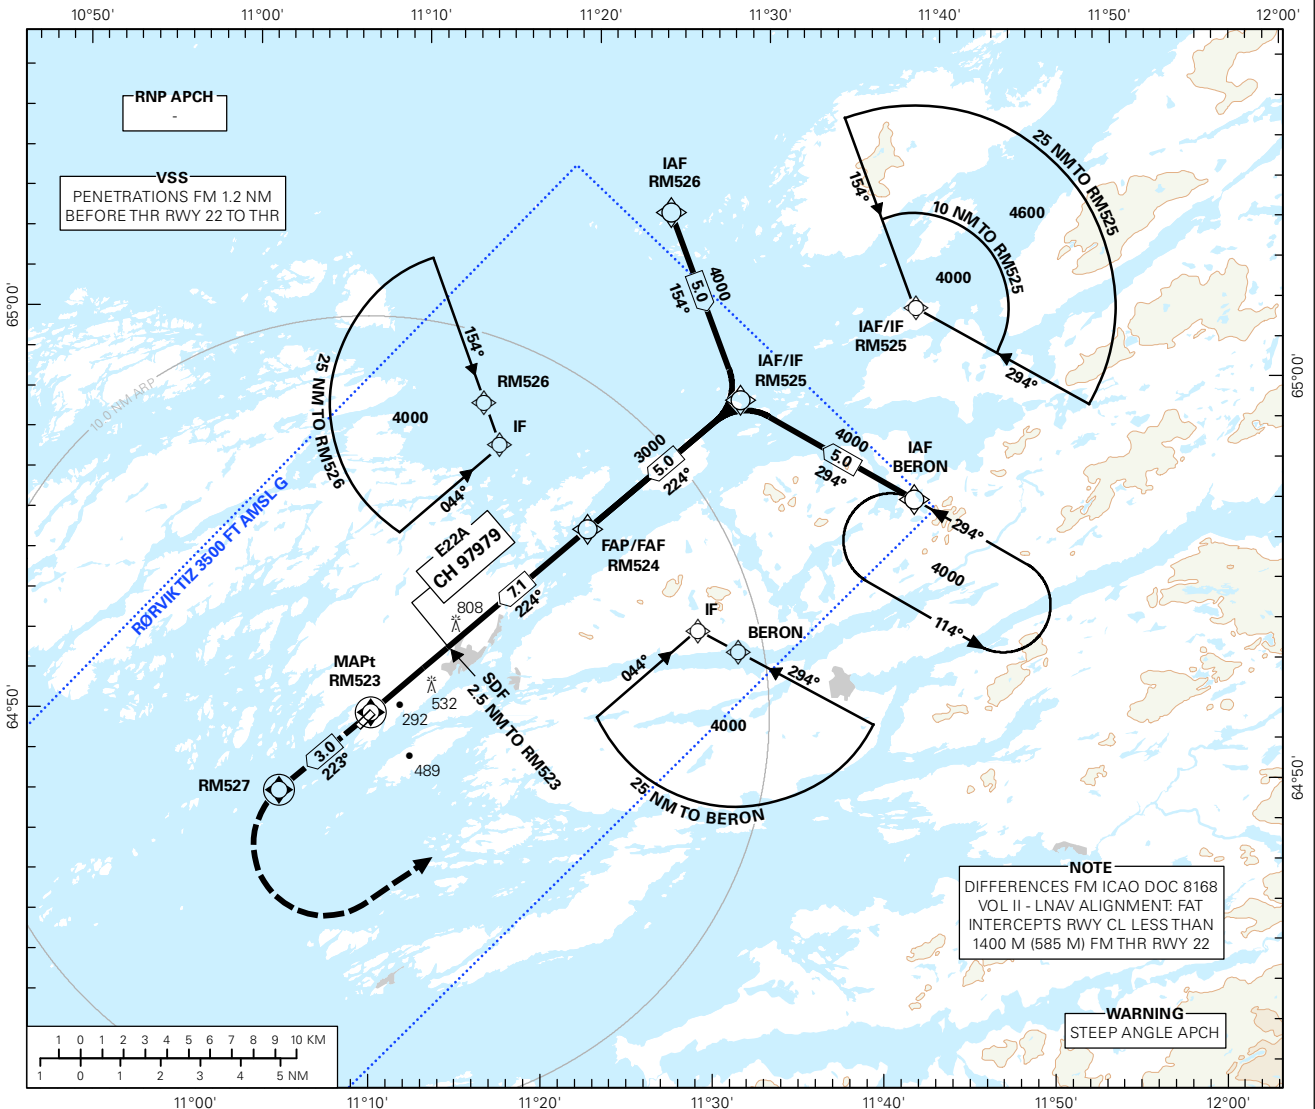 10°50'
11°00'
11°10'
11°20'
11°30'
11°40'
11°50'
12°00'
RNP APCH
-
VSS
PENETRATIONS FM 1.2 NM
BEFORE THR RWY 22 TO THR
IAF
RM526
4000
5.0
154°
25 NM TO RM525
154°
4600
10 NM TO RM525
4000
IAF/IF
RM525
294°
65°00'
65°00'
10.0 NM ARP
154°
RM526
25 NM TO RM526
4000
IF
044°
IAF/IF
RM525
3000
5.0
224°
4000
5.0
294°
IAF
BERON
294°
4000
114°
RØRVIK TIZ 3500 FT AMSL G
E22A
CH 97979
FAP/FAF
RM524
7.1
224°
808
IF
BERON
044°
294°
4000
25 NM TO BERON
MAPt
RM523
SDF
2.5 NM TO RM523
532
292
489
64°50'
64°50'
3.0
223°
RM527
NOTE
DIFFERENCES FM ICAO DOC 8168
VOL II - LNAV ALIGNMENT: FAT
INTERCEPTS RWY CL LESS THAN
1400 M (585 M) FM THR RWY 22
WARNING
STEEP ANGLE APCH
1 0 1 2 3 4 5 6 7 8 9 10 KM
1 0 1 2 3 4 5 NM
11°00'
11°10'
11°20'
11°30'
11°40'
11°50'
12°00'